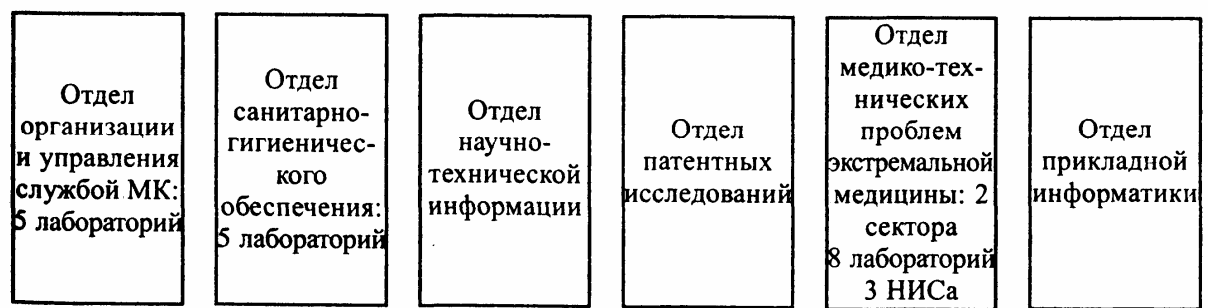 Отдел
организации
и управления
службой МК:
5 лабораторий
Отдел
санитарно-
гигиеничес-
кого
обеспечения:
5 лабораторий
Отдел
научно-
технической
информации
Отдел
патентных
исследований
Отдел
медико-тех-
нических
проблем
экстремальной
медицины: 2
сектора
8 лабораторий
3 НИСа
Отдел
прикладной
информатики